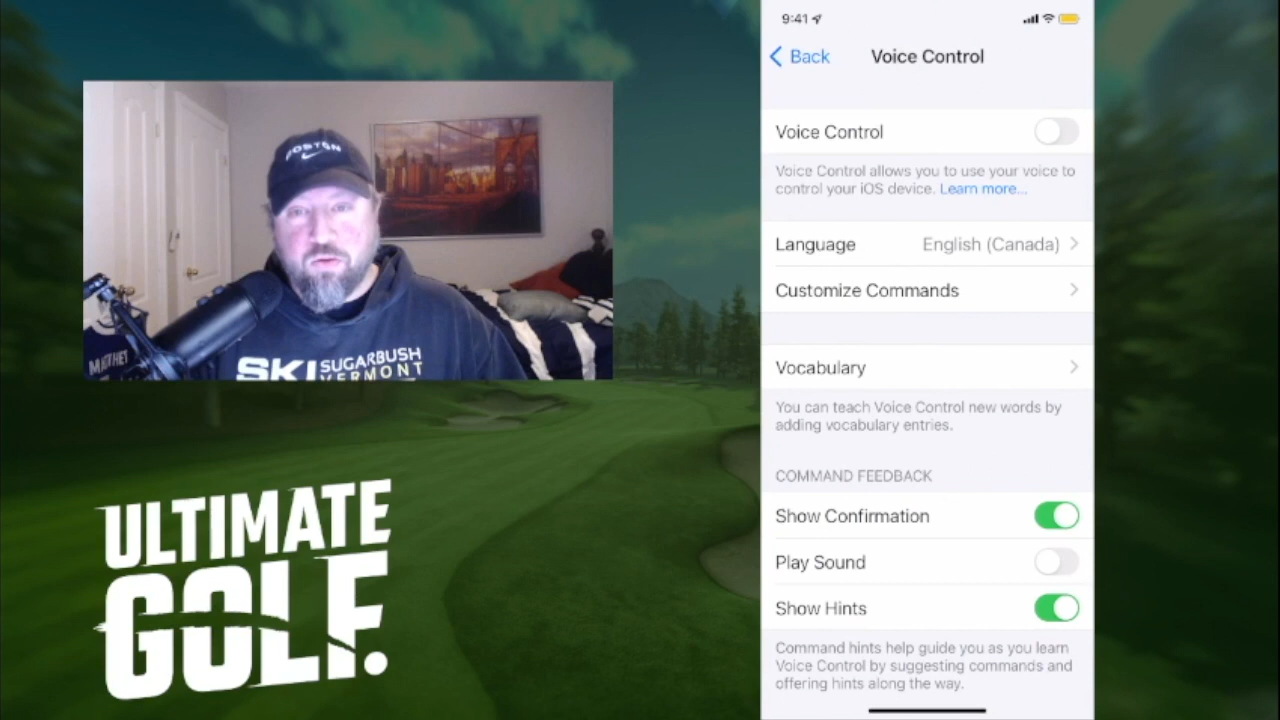 BOSTON
SKI SUGARBUSH
VERMONT
ULTIMATE
GOLF.
9:41
Back
Voice Control
Voice Control
Voice Control allows you to use your voice to
control your iOS device. Learn more...
Language
English (Canada)
Customize Commands
Vocabulary
You can teach Voice Control new words by
adding vocabulary entries.
COMMAND FEEDBACK
Show Confirmation
Play Sound
Show Hints
Command hints help guide you as you learn
Voice Control by suggesting commands and
offering hints along the way.